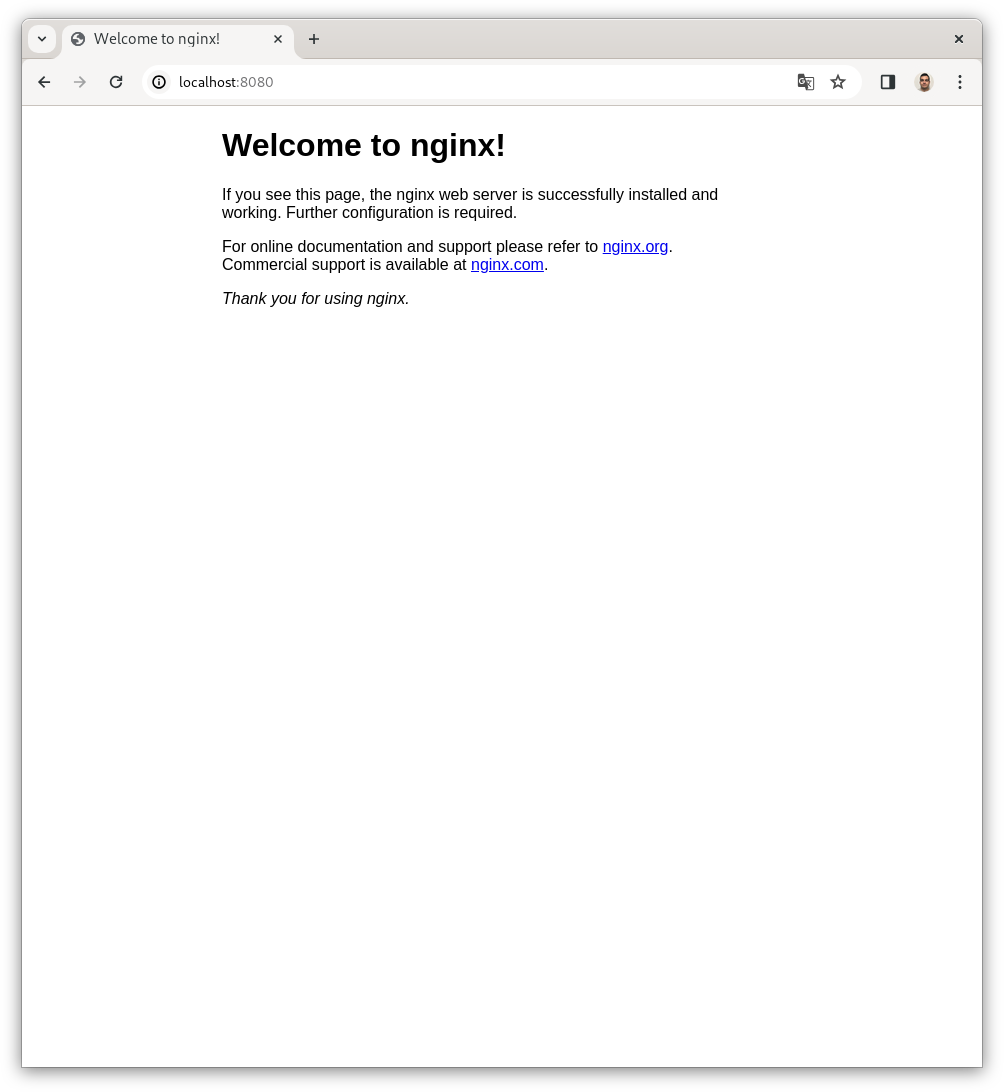 Welcome to nginx!
localhost:8080
Welcome to nginx!
If you see this page, the nginx web server is successfully installed and
working. Further configuration is required.
For online documentation and support please refer to nginx.org.
Commercial support is available at nginx.com.
Thank you for using nginx.